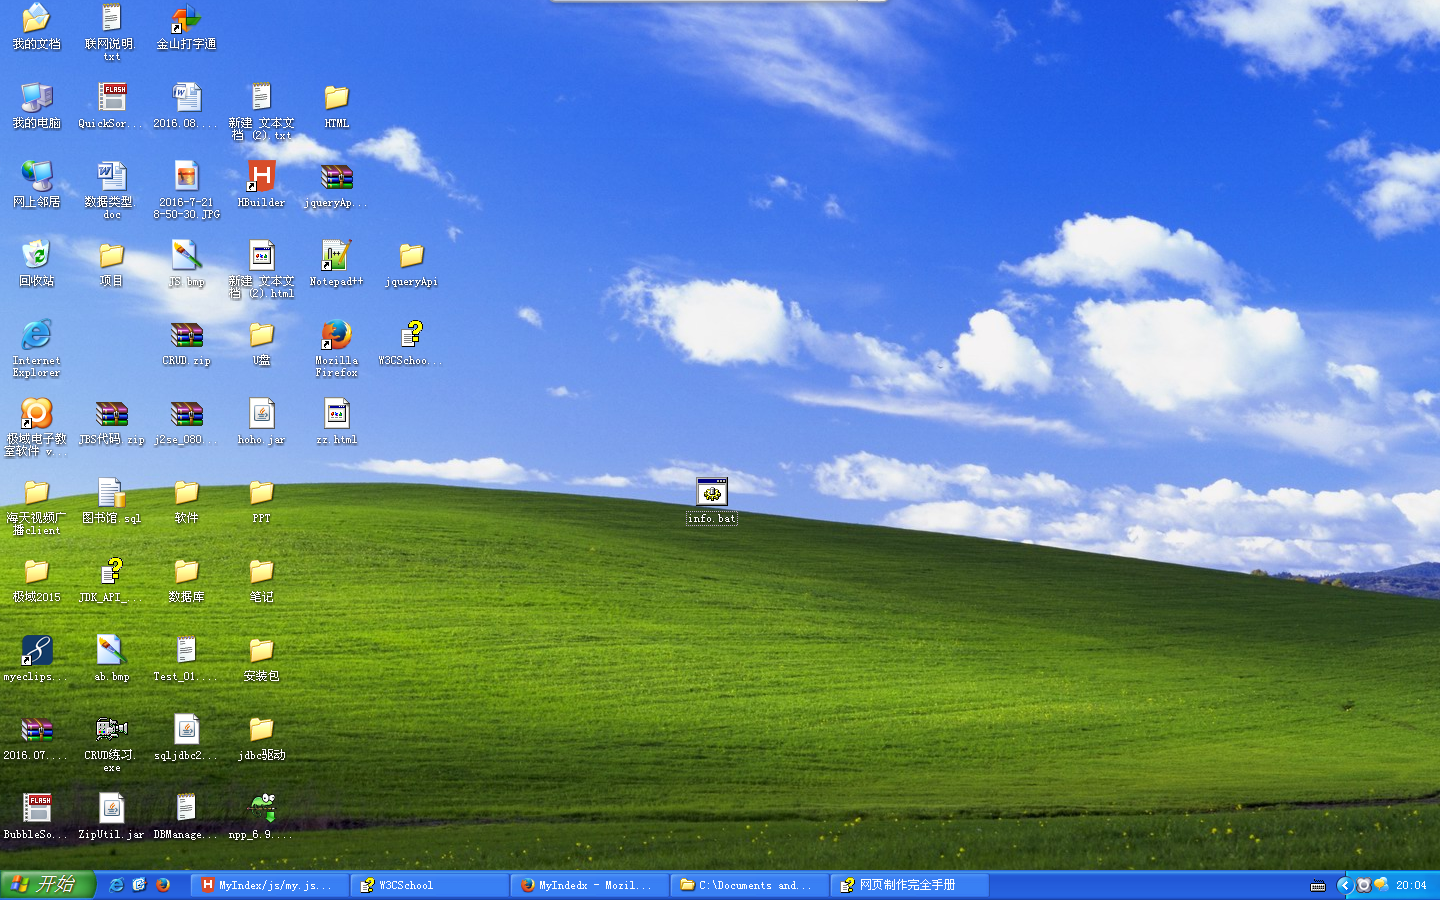 我的文档
联网说明.
txt
金山打字通
我的电脑
QuickSor...
2016.08....
新建 文本文
档 (2).txt
HTML
网上邻居
数据类型.
doc
2016-7-21
8-50-30.JPG
HBuilder
jqueryAp...
回收站
项目
JS.bmp
新建 文本文
档 (2).html
Notepad++
jqueryApi
Internet
Explorer
CRUD.zip
U盘
Mozilla
Firefox
W3CSchoo...
极域电子教
室软件 v...
JBS代码.zip
j2se_080...
hoho.jar
zz.html
海天视频广
播client
图书馆.sql
软件
PPT
info.bat
极域2015
JDK_API_...
数据库
笔记
myeclips...
ab.bmp
Test_01....
安装包
2016.07....
CRUD练习.
exe
sqljdbc2...
jdbc驱动
FLASH
BubbleSo...
ZipUtil.jar
DBManage...
npp_6.9....
开始
MyIndex/js/my.js...
W3CSchool
MyIndedx - Mozil...
C:\Documents and...
网页制作完全手册
20:04